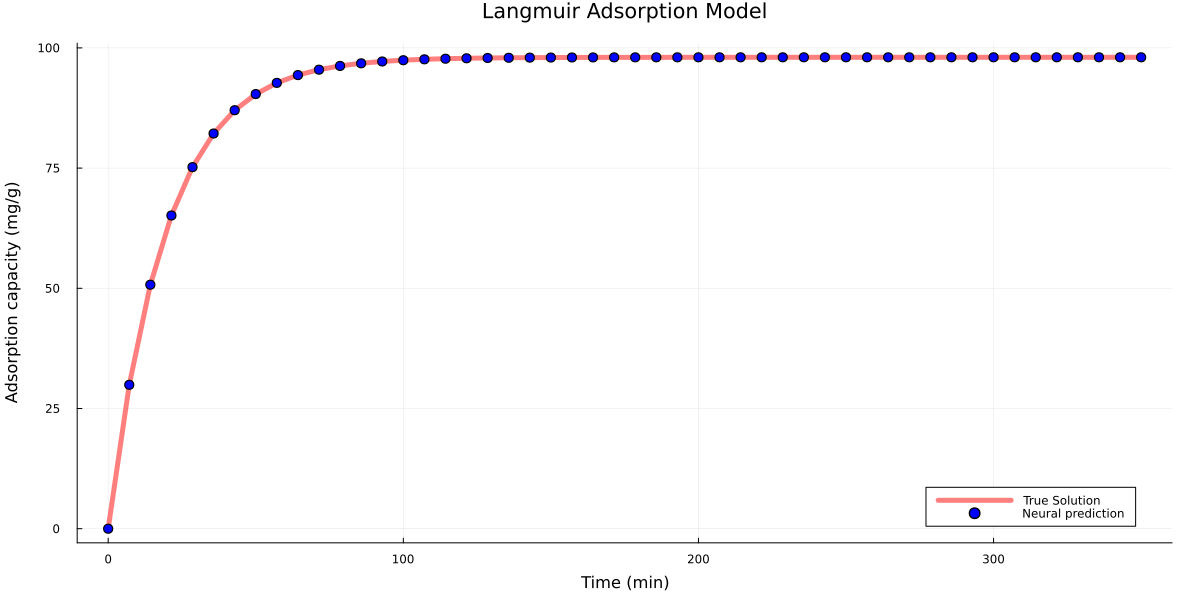 Langmuir Adsorption Model
Adsorption capacity (mg/g)
100
75
50
25
0
0 100 200 300
Time (min)
True Solution
Neural prediction